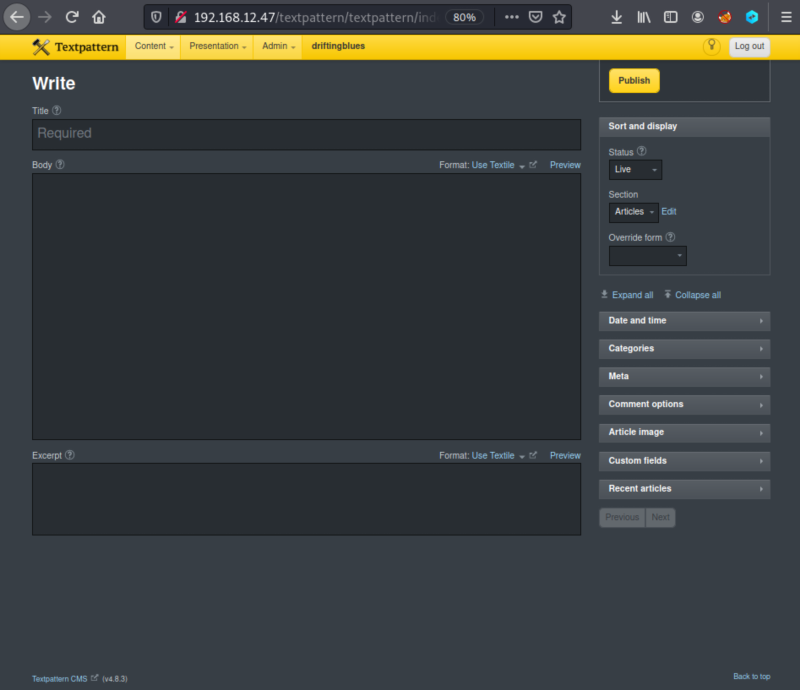 192.168.12.47/textpattern/textpattern/ind
80%
Textpattern
Content
Presentation
Admin
driftingblues
Log out
Write
Publish
Title
Required
Sort and display
Body
Format: Use Textile
Preview
Status
Live
Section
Articles
Edit
Override form
Expand all
Collapse all
Date and time
Categories
Meta
Comment options
Article image
Custom fields
Recent articles
Excerpt
Format: Use Textile
Preview
Previous
Next
Textpattern CMS (v4.8.3)
Back to top